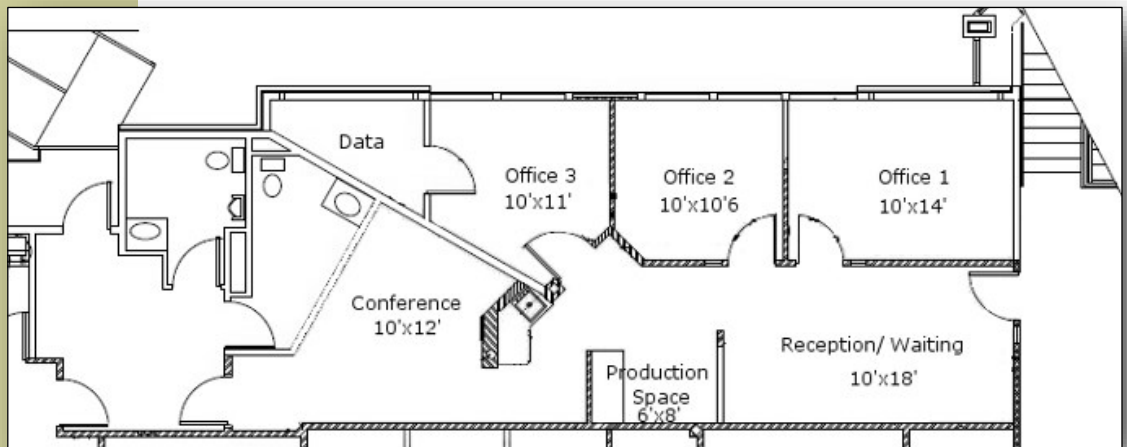 Data
Office 3
10'x11'
Office 2
10'x10'6
Office 1
10'x14'
Conference
10'x12'
Reception/ Waiting
10'x18'
Production
Space
6'x8'